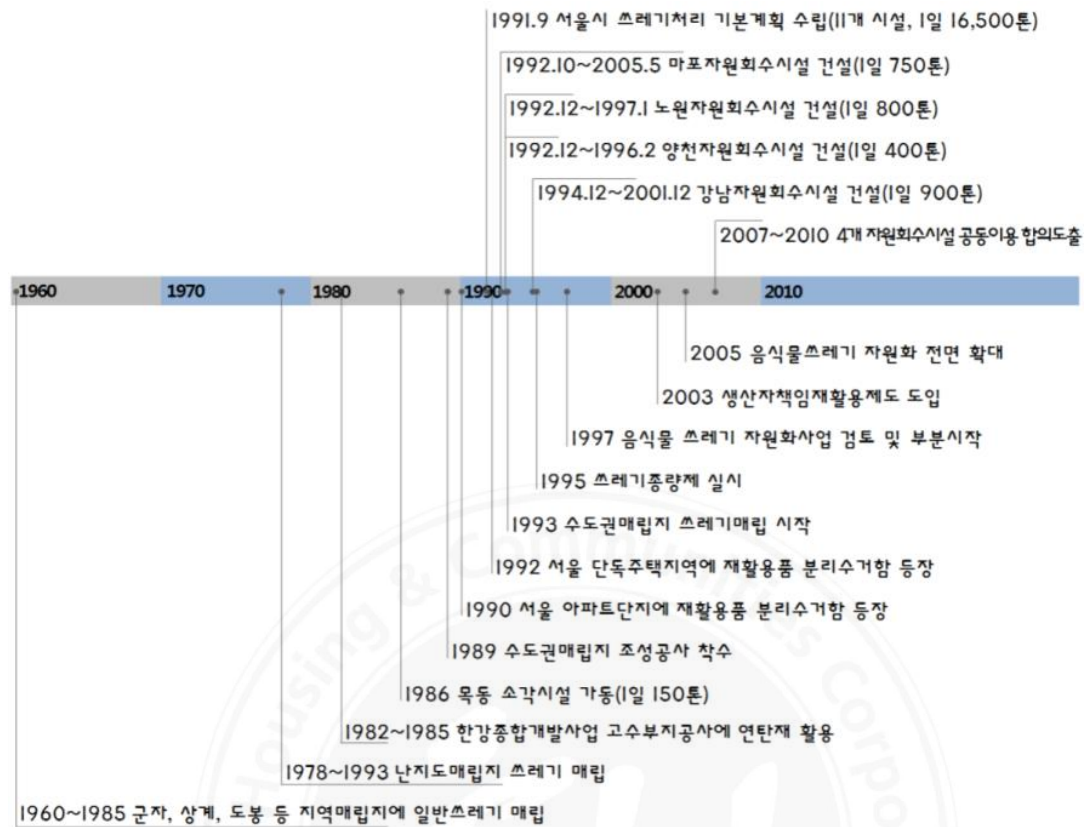 1991.9 서울시 쓰레기처리 기본계획 수립(11개 시설, 1일 16,500톤)
1992.10~2005.5 마포자원회수시설 건설(1일 750톤)
1992.12~1997.1 노원자원회수시설 건설(1일 800톤)
1992.12~1996.2 양천자원회수시설 건설(1일 400톤)
1994.12~2001.12 강남자원회수시설 건설(1일 900톤)
2007~2010 4개 자원회수시설 공동이용 합의도출
1960 1970 1980 1990 2000 2010
2005 음식물쓰레기 자원화 전면 확대
2003 생산자책임재활용제도 도입
1997 음식물 쓰레기 자원화사업 검토 및 부분시작
1995 쓰레기종량제 실시
1993 수도권매립지 쓰레기매립 시작
1992 서울 단독주택지역에 재활용품 분리수거함 등장
1990 서울 아파트단지에 재활용품 분리수거함 등장
1989 수도권매립지 조성공사 착수
1986 목동 소각시설 가동(1일 150톤)
1982~1985 한강종합개발사업 고수부지공사에 연탄재 활용
1978~1993 난지도매립지 쓰레기 매립
1960~1985 군자, 상계, 도봉 등 지역매립지에 일반쓰레기 매립
Housing & Communities Corpo